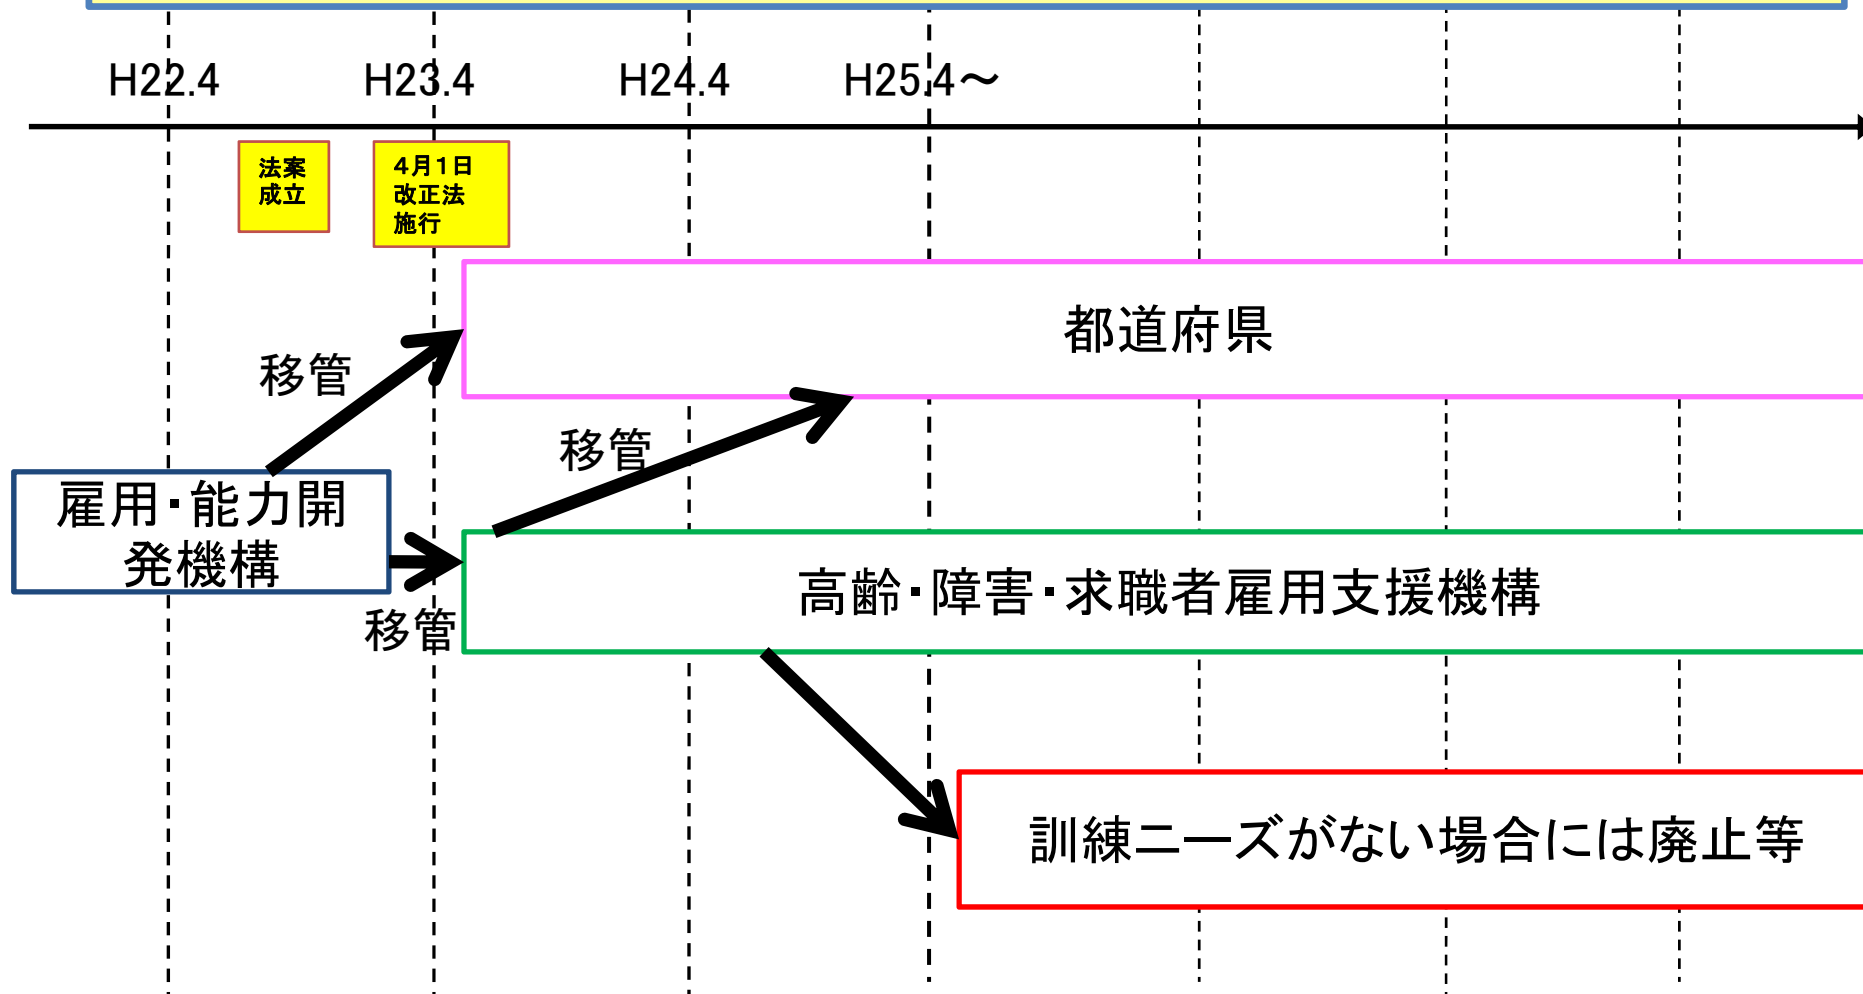 H22.4 H23.4 H24.4 H25.4～
法案
成立
４月１日
改正法
施行
都道府県
移管
移管
雇用・能力開
発機構
高齢・障害・求職者雇用支援機構
移管
訓練ニーズがない場合には廃止等